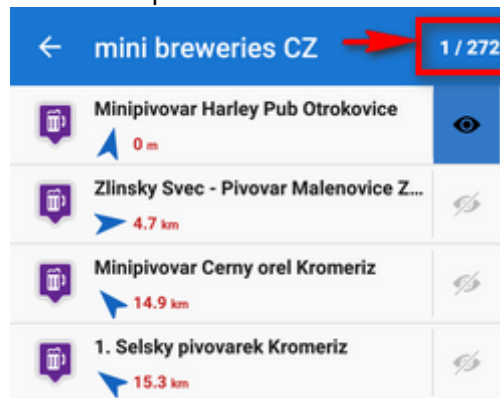 mini breweries CZ 1 / 272
Minipivovar Harley Pub Otrokovice
0 m
Zlinsky Svec - Pivovar Malenovice Z...
4.7 km
Minipivovar Cerny orel Kromeriz
14.9 km
1. Selsky pivovarek Kromeriz
15.3 km